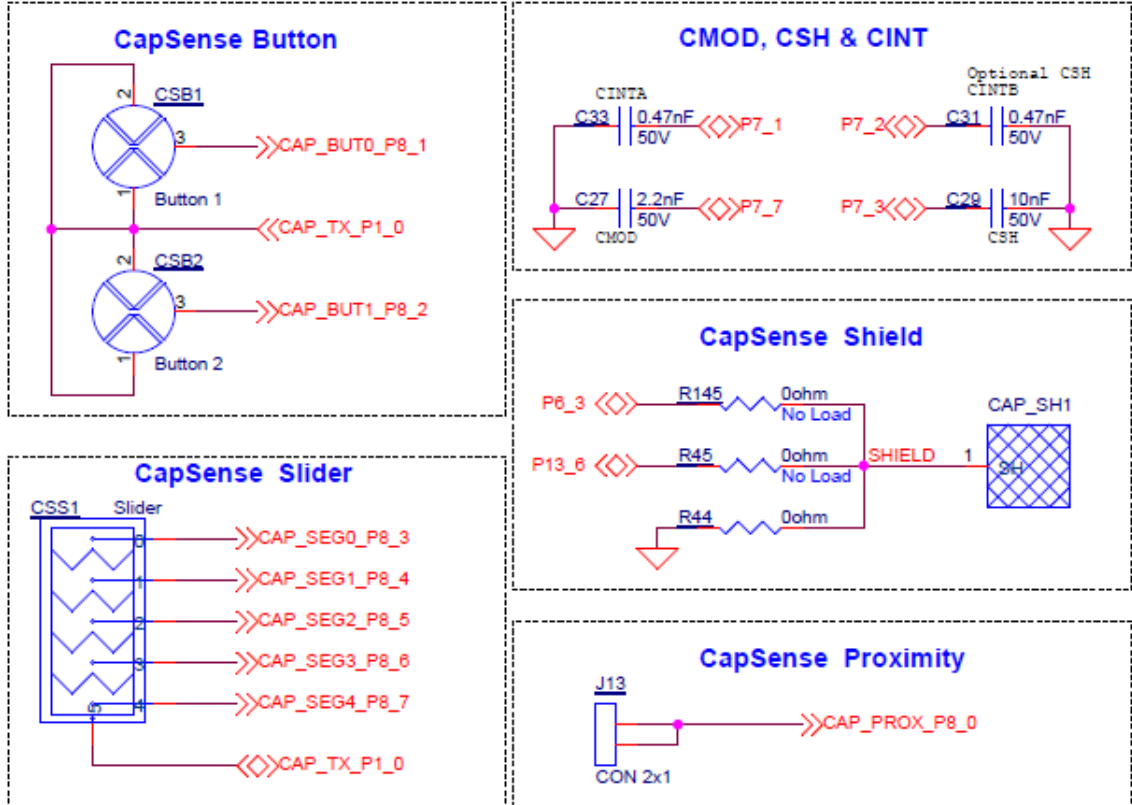 CapSense Button
2
CSB1
3
CAP_BUT0_P8_1
1
Button 1
CAP_TX_P1_0
2
CSB2
3
CAP_BUT1_P8_2
1
Button 2
CMOD, CSH & CINT
CINTA
C33
0.47nF
50V
P7_1
Optional CSH
CINTB
P7_2
C31
0.47nF
50V
C27
2.2nF
50V
CMOD
P7_7
P7_3
C29
10nF
50V
CSH
CapSense Shield
P6_3
R145
0ohm
No Load
P13_6
R45
0ohm
No Load
R44
0ohm
SHIELD
1
CAP_SH1
SH
CapSense Slider
CSS1
Slider
0
CAP_SEG0_P8_3
1
CAP_SEG1_P8_4
2
CAP_SEG2_P8_5
3
CAP_SEG3_P8_6
4
CAP_SEG4_P8_7
5
CAP_TX_P1_0
CapSense Proximity
J13
CAP_PROX_P8_0
CON 2x1